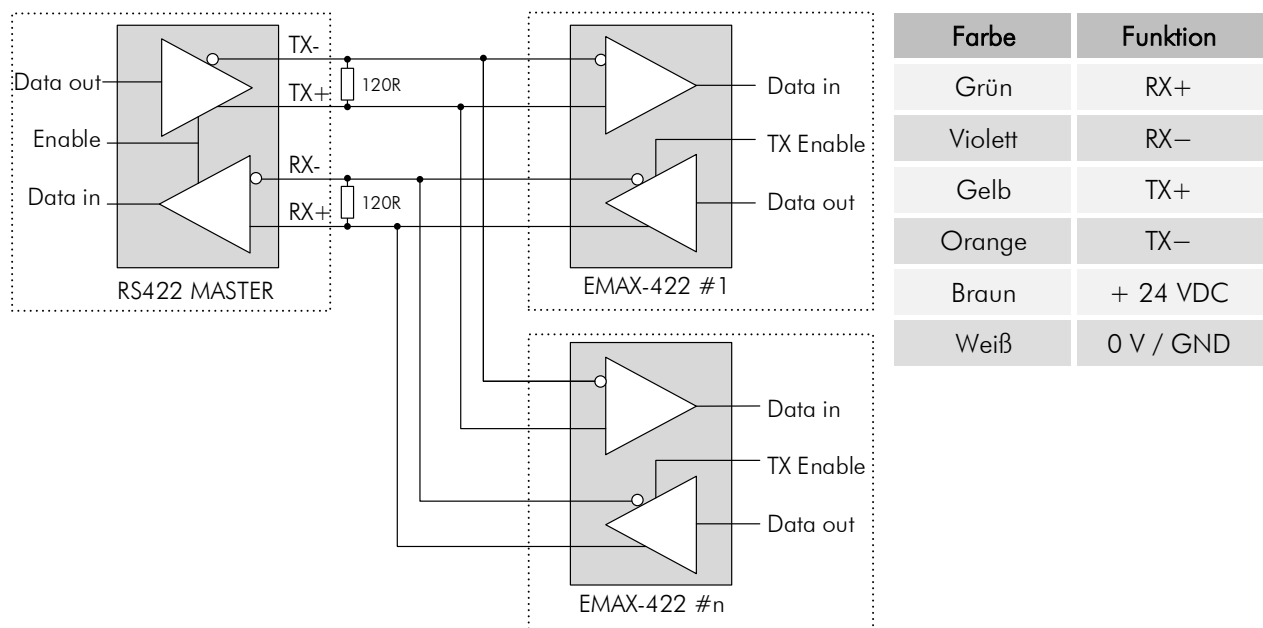 TX-
Data out
TX+
120R
Enable
RX-
Data in
RX+
120R
RS422 MASTER
Data in
TX Enable
Data out
EMAX-422 #1
Data in
TX Enable
Data out
EMAX-422 #n
Farbe Funktion
Grün RX+
Violett RX−
Gelb TX+
Orange TX−
Braun + 24 VDC
Weiß 0 V / GND